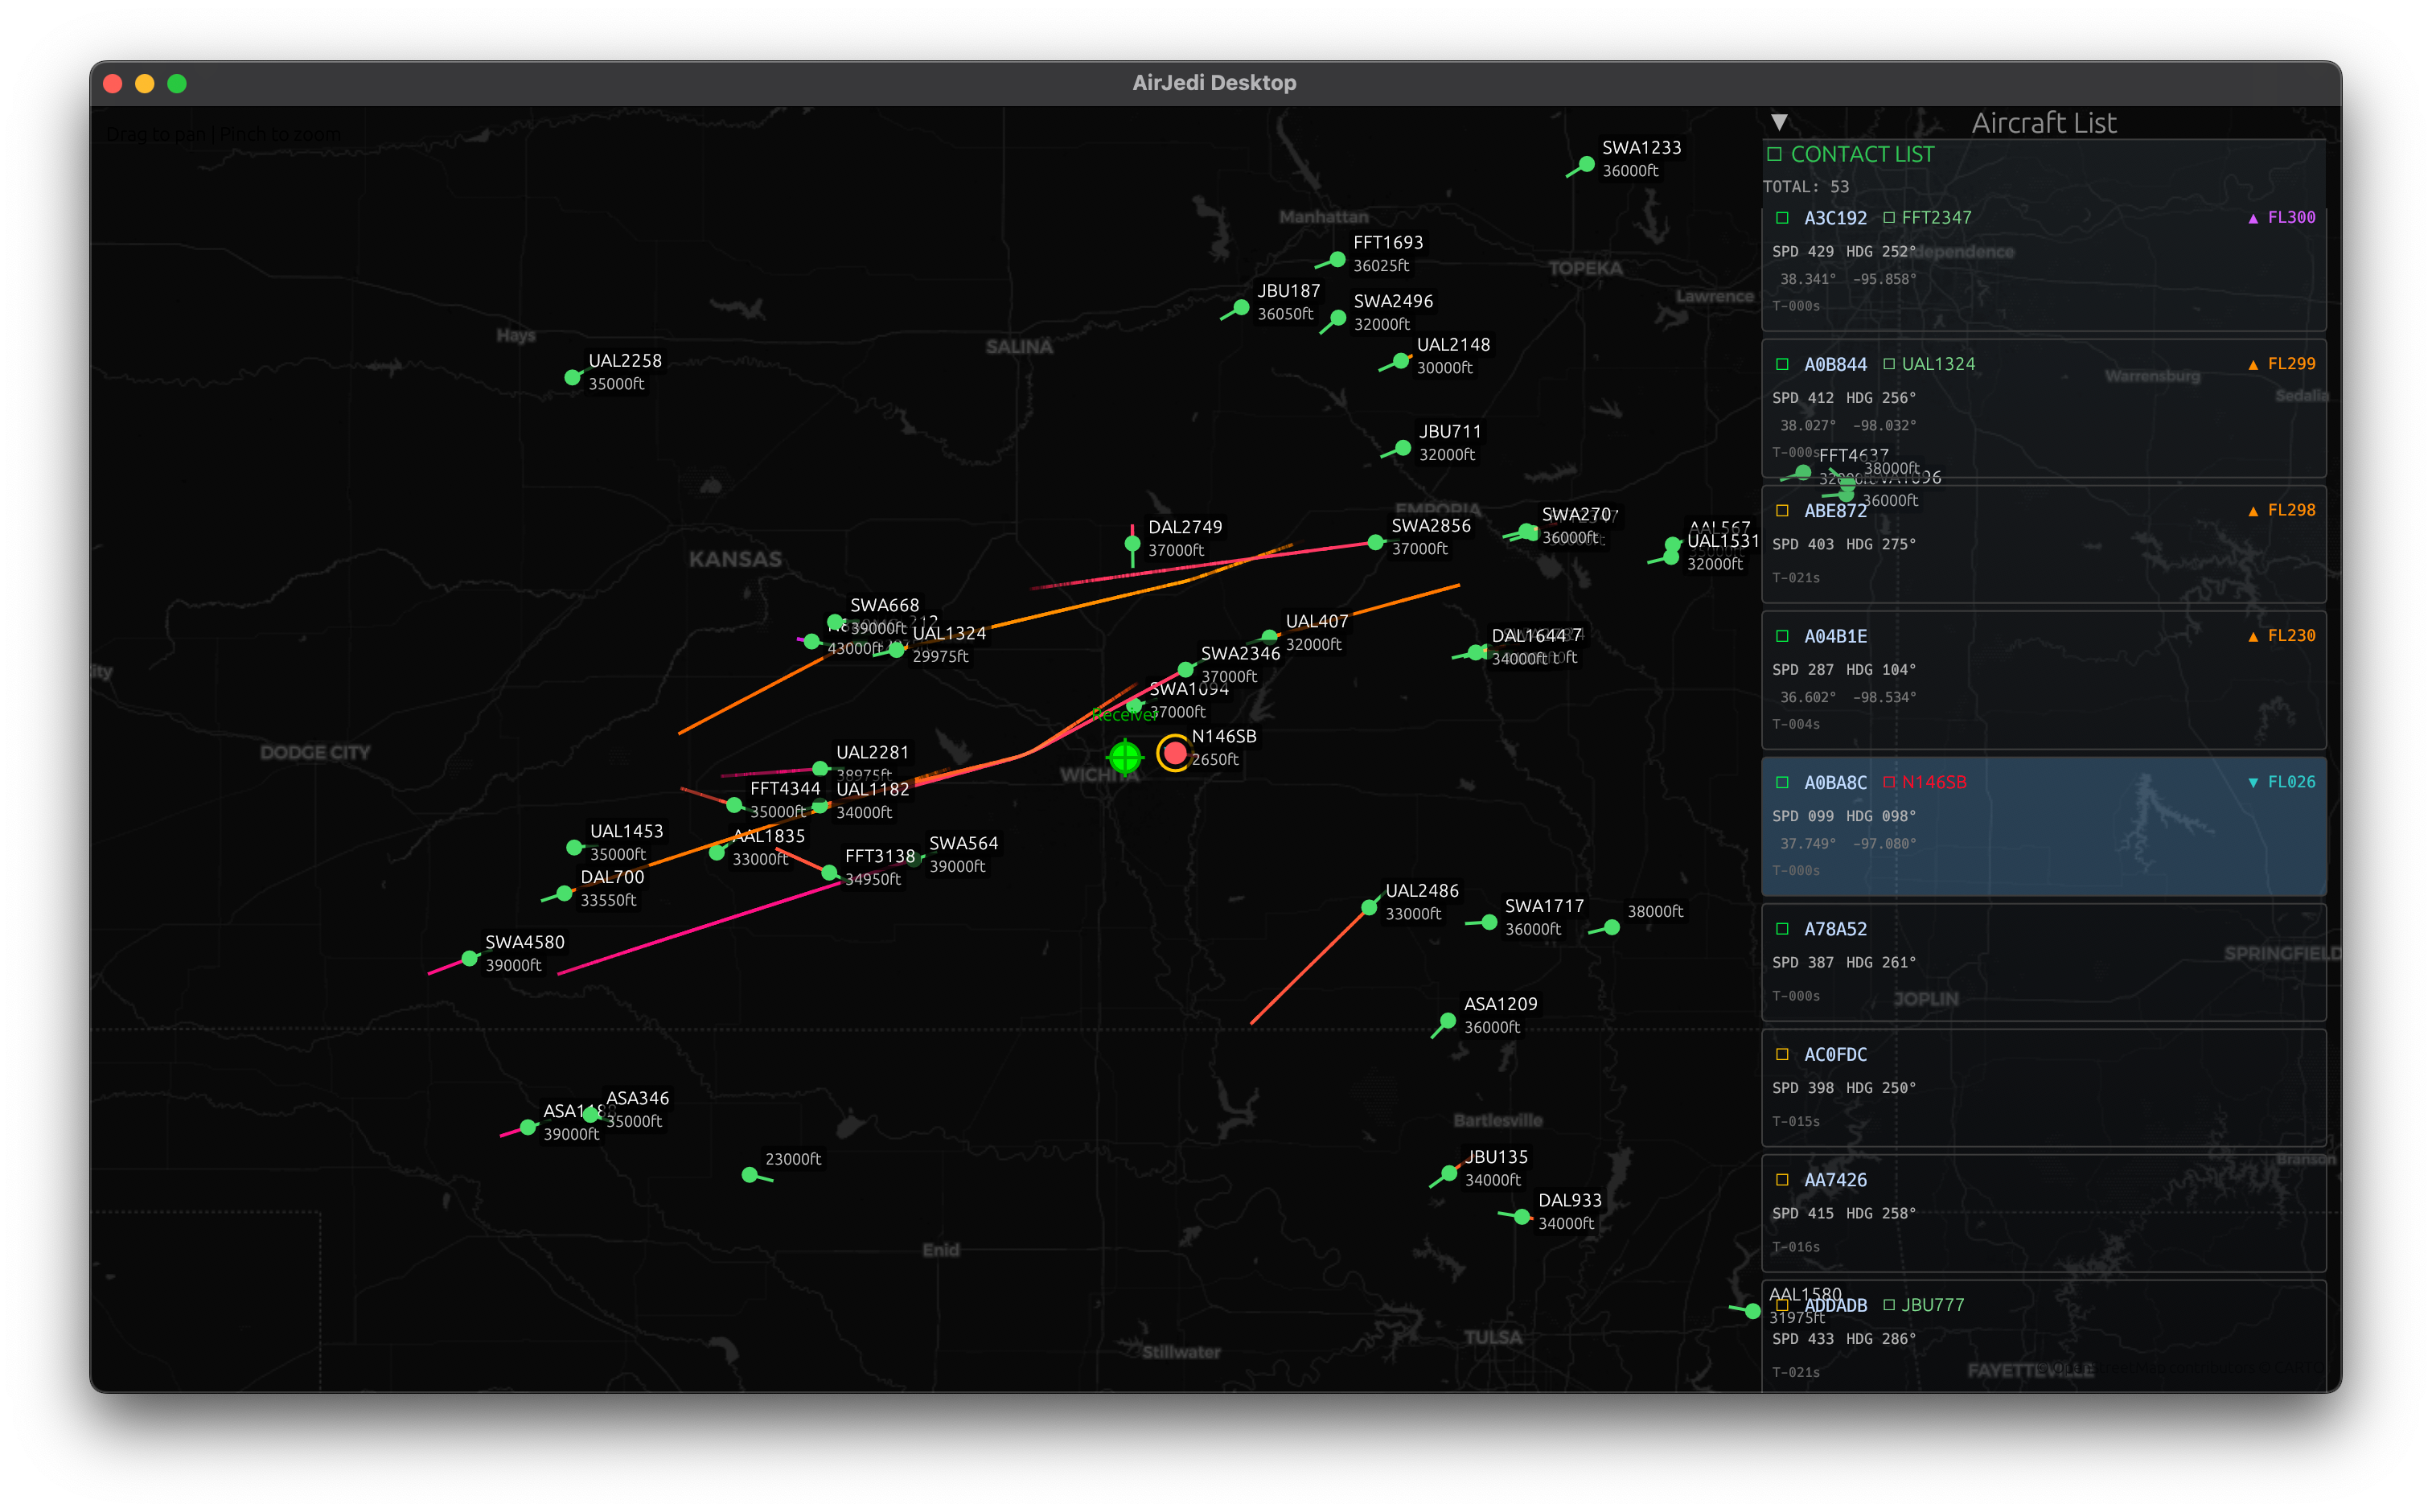 AirJedi Desktop
Drag to pan | Pinch to zoom
SWA1233
36000ft
Manhattan
FFT1693
36025ft
TOPEKA
JBU187
36050ft
SWA2496
32000ft
Lawrence
Hays
SALINA
UAL2148
30000ft
UAL2258
35000ft
JBU711
32000ft
FFT4637
38000ft
36000ft
EMPORIA
DAL2749
37000ft
SWA2856
37000ft
SWA270
36000ft
AAL567
UAL1531
32000ft
KANSAS
SWA668
39000ft
43000ft
UAL1324
29975ft
UAL407
32000ft
DAL1644
34000ft
SWA2346
37000ft
SWA1094
37000ft
Receiver
N146SB
2650ft
WICHITA
DODGE CITY
UAL2281
38975ft
FFT4344
35000ft
UAL1182
34000ft
UAL1453
35000ft
AAL1835
33000ft
FFT3138
34950ft
SWA564
39000ft
DAL700
33550ft
UAL2486
33000ft
SWA1717
36000ft
38000ft
SWA4580
39000ft
ASA1209
36000ft
ASA346
35000ft
39000ft
Bartlesville
23000ft
JBU135
34000ft
DAL933
34000ft
Enid
AAL1580
31975ft
TULSA
Stillwater
Aircraft List
CONTACT LIST
TOTAL: 53
A3C192 FFT2347 ▲ FL300
SPD 429 HDG 252°
38.341° -95.858°
T-000s
A0B844 UAL1324 ▲ FL299
SPD 412 HDG 256°
38.027° -98.032°
T-000s
ABE872 ▲ FL298
SPD 403 HDG 275°
T-021s
A04B1E ▲ FL230
SPD 287 HDG 104°
36.602° -98.534°
T-004s
A0BA8C N146SB ▼ FL026
SPD 099 HDG 098°
37.749° -97.080°
T-000s
A78A52
SPD 387 HDG 261°
T-000s
AC0FDC
SPD 398 HDG 250°
T-015s
AA7426
SPD 415 HDG 258°
T-016s
ADDADB JBU777
SPD 433 HDG 286°
T-021s
Warrensburg
Sedalia
SPRINGFIELD
JOPLIN
Branson
FAYETTEVILLE